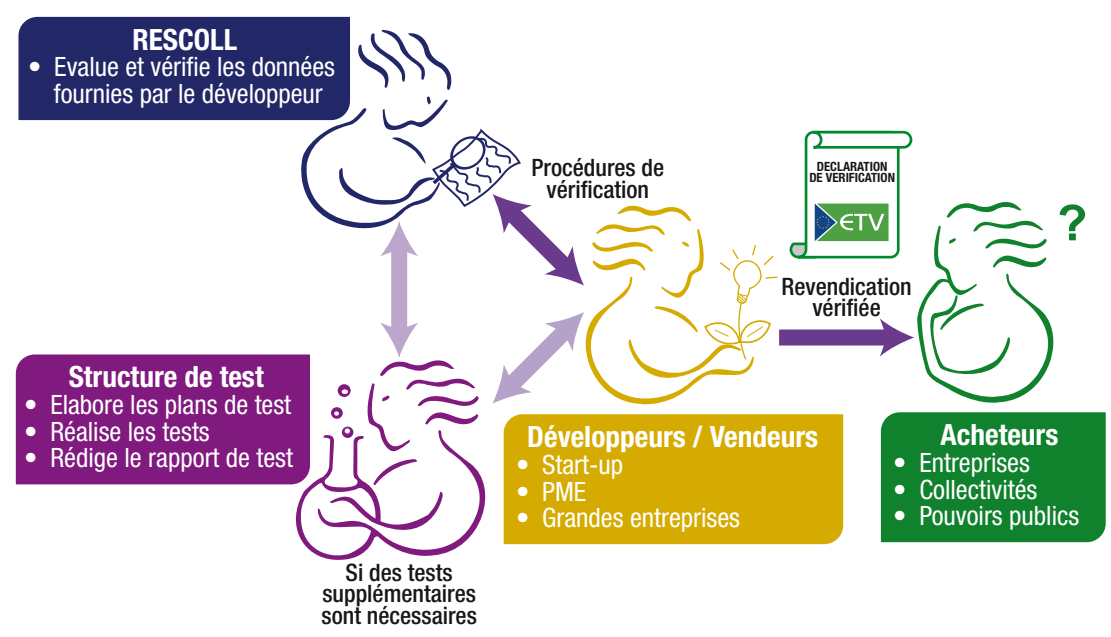 RESCOLL
• Evalue et vérifie les données
fournies par le développeur
Procédures de
vérification
DECLARATION
DE VERIFICATION
ETV
?
Revendication
vérifiée
Structure de test
• Elabore les plans de test
• Réalise les tests
• Rédige le rapport de test
Si des tests
supplémentaires
sont nécessaires
Développeurs / Vendeurs
• Start-up
• PME
• Grandes entreprises
Acheteurs
• Entreprises
• Collectivités
• Pouvoirs publics